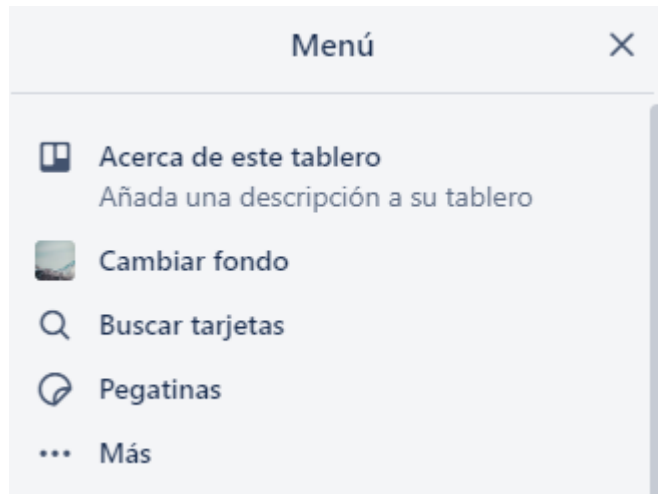 Menú
Acerca de este tablero
Añada una descripción a su tablero
Cambiar fondo
Buscar tarjetas
Pegatinas
Más